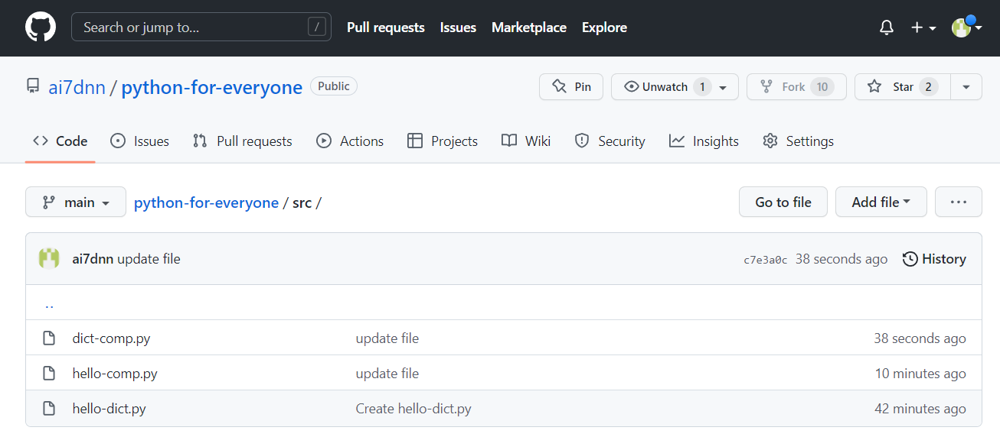 Search or jump to... / Pull requests Issues Marketplace Explore
ai7dnn / python-for-everyone Public Pin Unwatch 1 Fork 10 Star 2
Code Issues Pull requests Actions Projects Wiki Security Insights Settings
main python-for-everyone / src / Go to file Add file ...
ai7dnn update file c7e3a0c 38 seconds ago History
..
dict-comp.py update file 38 seconds ago
hello-comp.py update file 10 minutes ago
hello-dict.py Create hello-dict.py 42 minutes ago